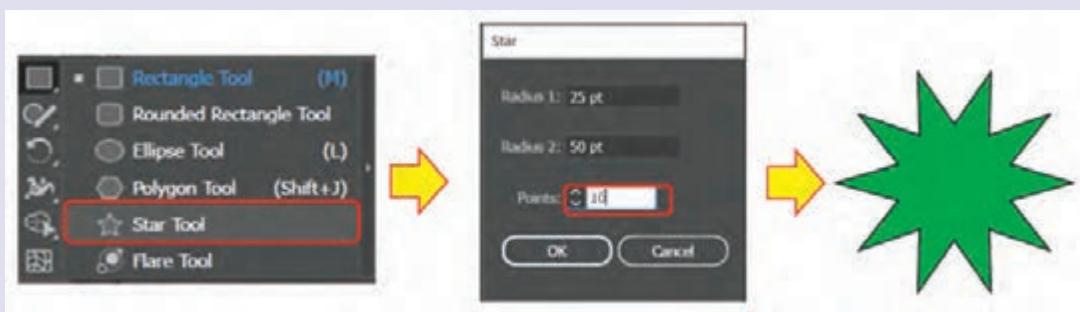 Rectangle Tool (M)
Rounded Rectangle Tool
Ellipse Tool (L)
Polygon Tool (Shift+J)
Star Tool
Flare Tool
Star
Radius 1: 25 pt
Radius 2: 50 pt
Points: 10
OK Cancel